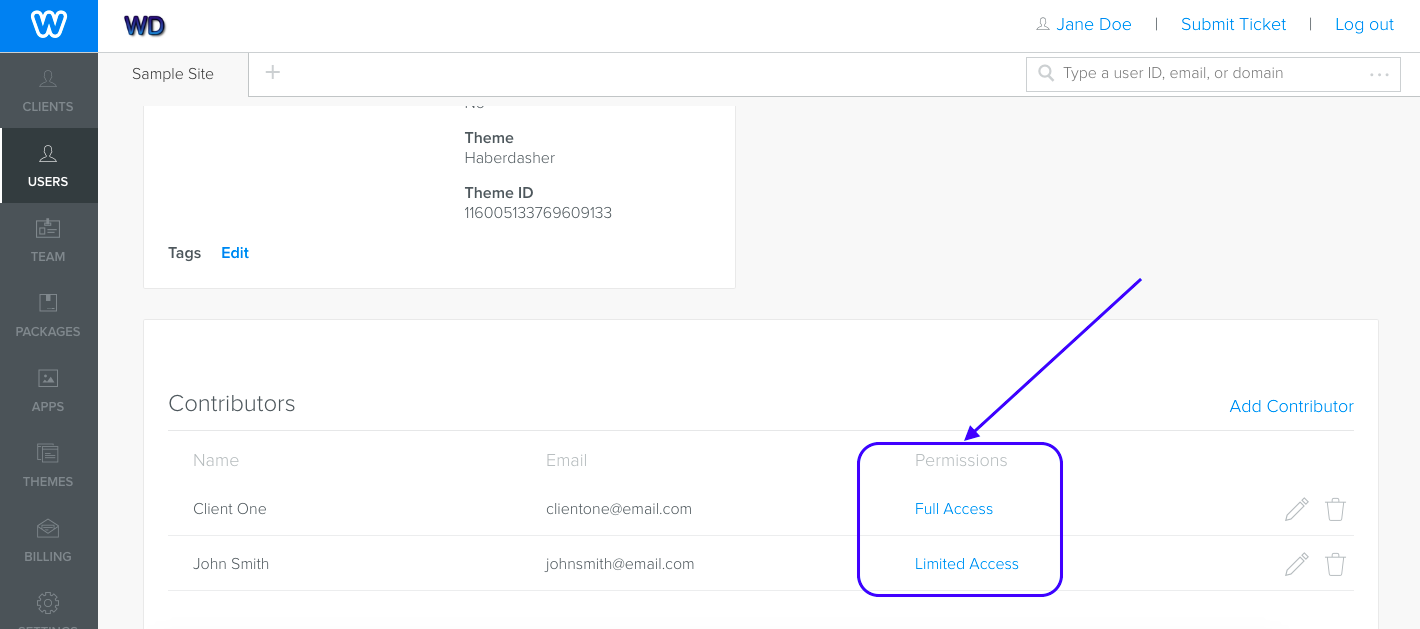 W
WD
Jane Doe | Submit Ticket | Log out
Sample Site +
Type a user ID, email, or domain ...
CLIENTS
USERS
TEAM
PACKAGES
APPS
THEMES
BILLING
SETTINGS
No
Theme
Haberdasher
Theme ID
116005133769609133
Tags Edit
Contributors Add Contributor
Name Email Permissions
Client One clientone@email.com Full Access
John Smith johnsmith@email.com Limited Access